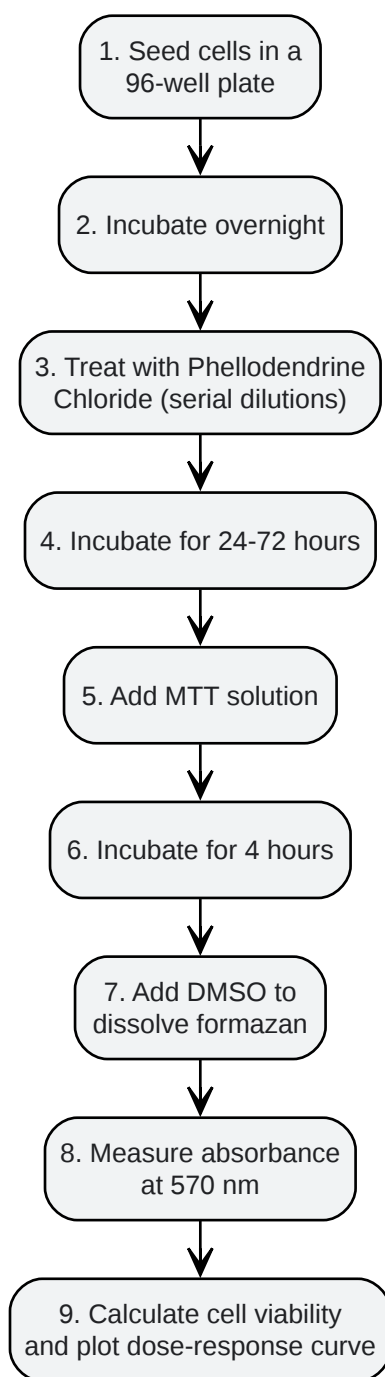 1. Seed cells in a
96-well plate
2. Incubate overnight
3. Treat with Phellodendrine
Chloride (serial dilutions)
4. Incubate for 24-72 hours
5. Add MTT solution
6. Incubate for 4 hours
7. Add DMSO to
dissolve formazan
8. Measure absorbance
at 570 nm
9. Calculate cell viability
and plot dose-response curve